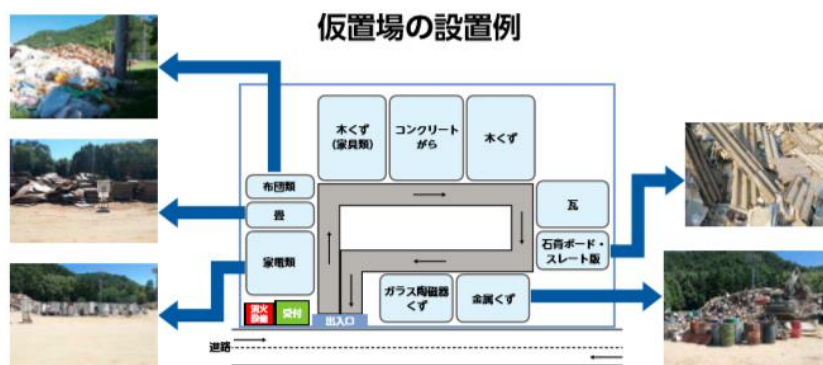 仮置場の設置例
木くず
(家具類)
コンクリート
がら
木くず
布団類
畳
家電類
瓦
石膏ボード・
スレート版
ガラス陶磁器
くず
金属くず
消火
設備
受付
出入口
道路